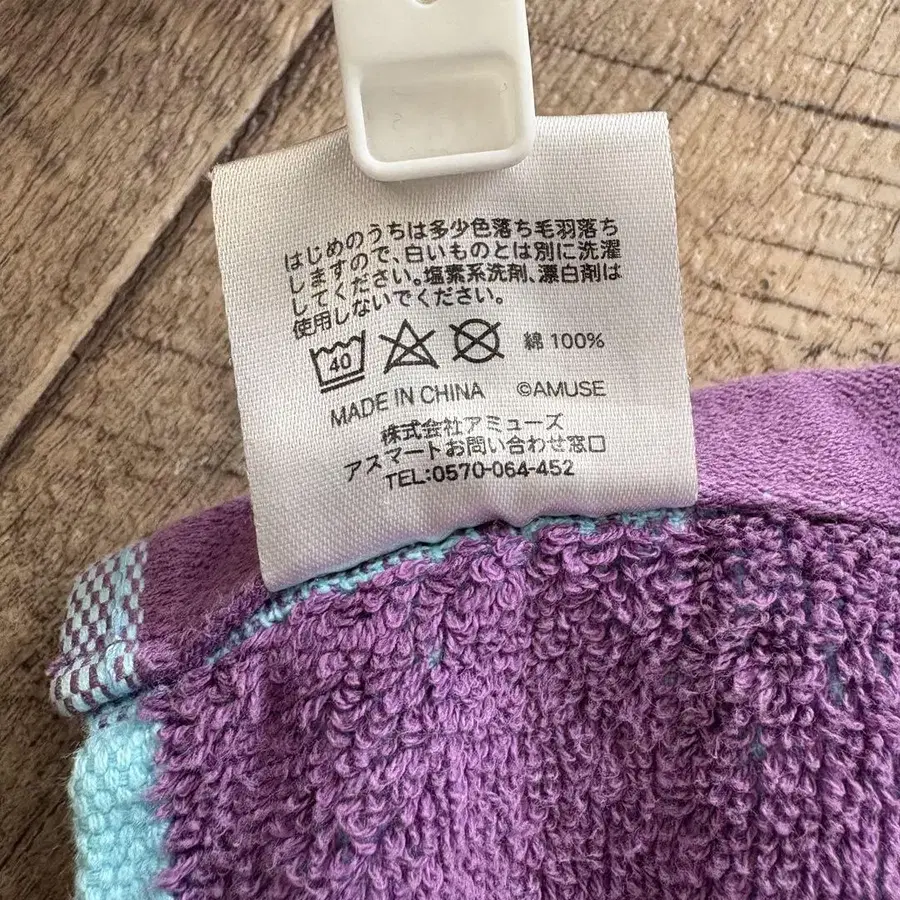 はじめのうちは多少色落ち毛羽落ち
しますので、白いものとは別に洗濯
してください。塩素系洗剤、漂白剤は
使用しないでください。
40 綿 100%
MADE IN CHINA ©AMUSE
株式会社アミューズ
アスマートお問い合わせ窓口
TEL:0570-064-452